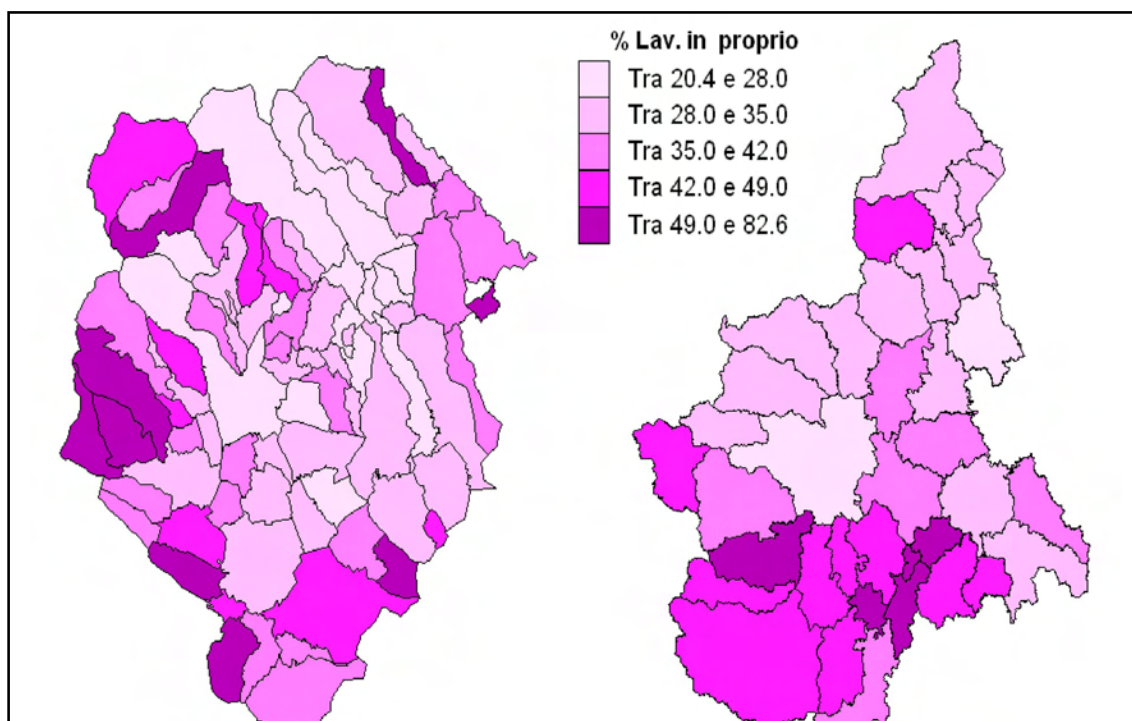 % Lav. in proprio
Tra 20.4 e 28.0
Tra 28.0 e 35.0
Tra 35.0 e 42.0
Tra 42.0 e 49.0
Tra 49.0 e 82.6